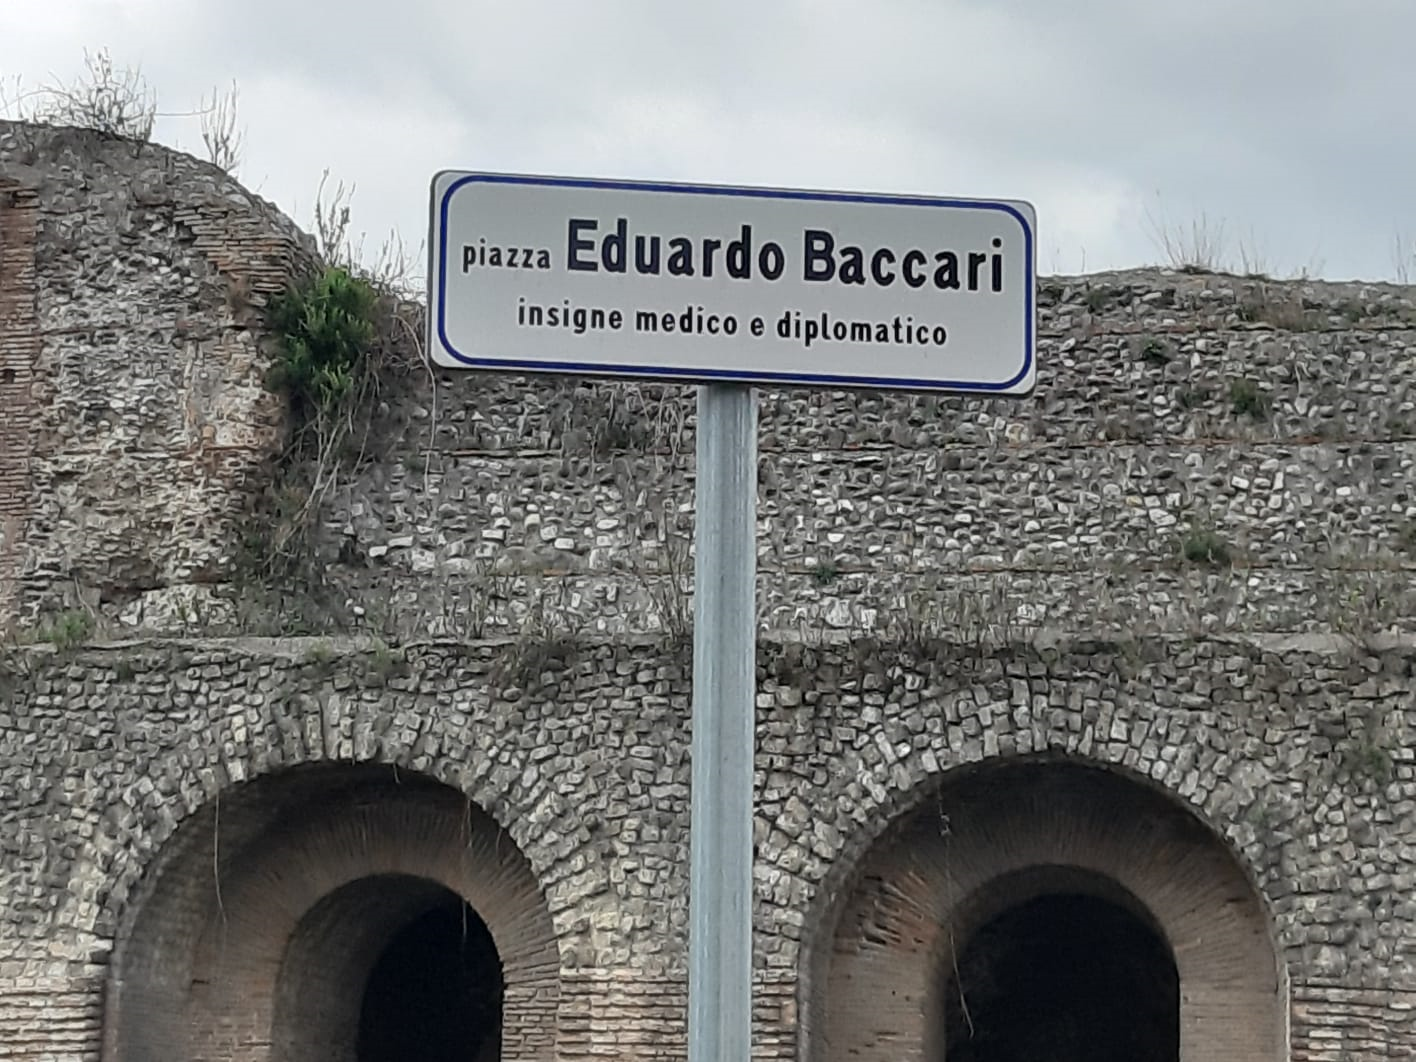 piazza Eduardo Baccari
insigne medico e diplomatico